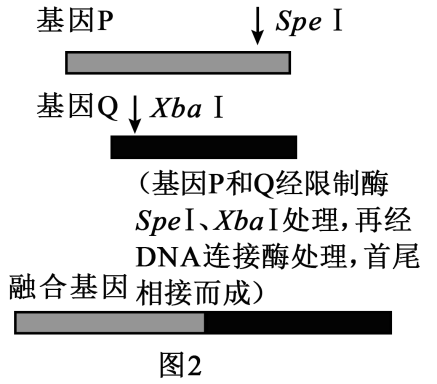 基因P SpeⅠ
基因Q XbaⅠ
（基因P和Q经限制酶
SpeⅠ、XbaⅠ处理，再经
DNA连接酶处理，首尾
融合基因 相接而成）
图2